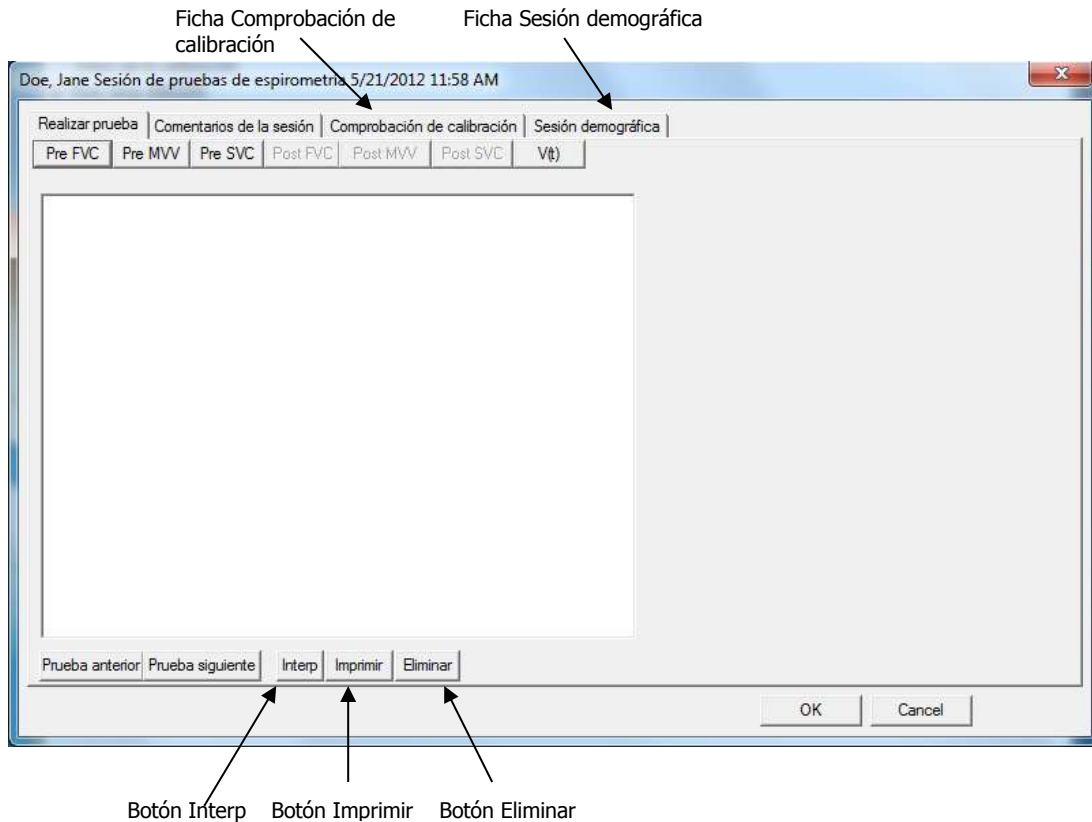 Ficha Comprobación de calibración
Ficha Sesión demográfica
Doe, Jane Sesión de pruebas de espirometría 5/21/2012 11:58 AM
Realizar prueba Comentarios de la sesión Comprobación de calibración Sesión demográfica
Pre FVC Pre MVV Pre SVC Post FVC Post MVV Post SVC V(t)
Prueba anterior Prueba siguiente Interp Imprimir Eliminar
OK Cancel
Botón Interp Botón Imprimir Botón Eliminar